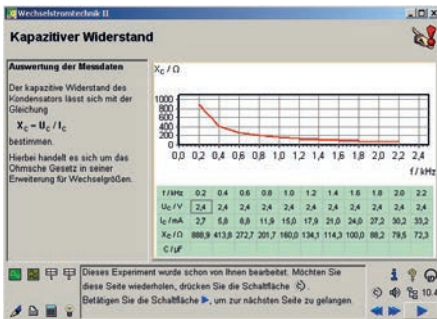 Wechselstromtechnik II
Kapazitiver Widerstand
Auswertung der Messdaten
Der kapazitive Widerstand des
Kondensators lässt sich mit der
Gleichung
X_C = U_C / I_C
bestimmen.
Hierbei handelt es sich um das
Ohmsche Gesetz in seiner
Erweiterung für Wechselgrößen.
X_C / Ω
1000
800
600
400
200
0
0,0 0,2 0,4 0,6 0,8 1,0 1,2 1,4 1,6 1,8 2,0 2,2 2,4
f / kHz
f / kHz 0.2 0.4 0.6 0.8 1.0 1.2 1.4 1.6 1.8 2.0 2.2
U_C / V 2,4 2,4 2,4 2,4 2,4 2,4 2,4 2,4 2,4 2,4 2,4
I_C / mA 2,7 5,8 8,8 11,9 15,0 17,9 21,0 24,0 27,2 30,2 33,2
X_C / Ω 888,9 413,8 272,7 201,7 160,0 134,1 114,3 100,0 88,2 79,5 72,3
C / µF
Dieses Experiment wurde schon von Ihnen bearbeitet. Möchten Sie
diese Seite wiederholen, drücken Sie die Schaltfläche
Betätigen Sie die Schaltfläche ▶, um zur nächsten Seite zu gelangen.
10.4